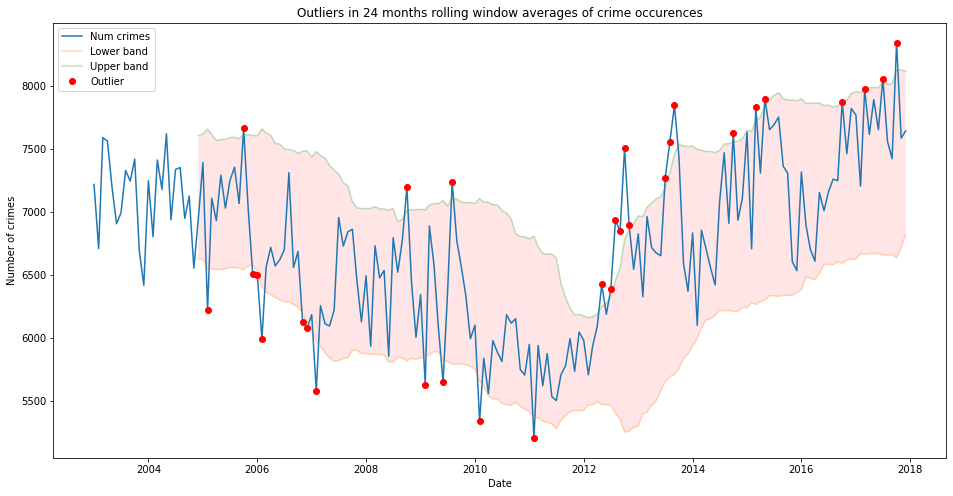 Outliers in 24 months rolling window averages of crime occurences
Num crimes
Lower band
Upper band
Outlier
8000
7500
7000
6500
6000
5500
Number of crimes
2004 2006 2008 2010 2012 2014 2016 2018
Date